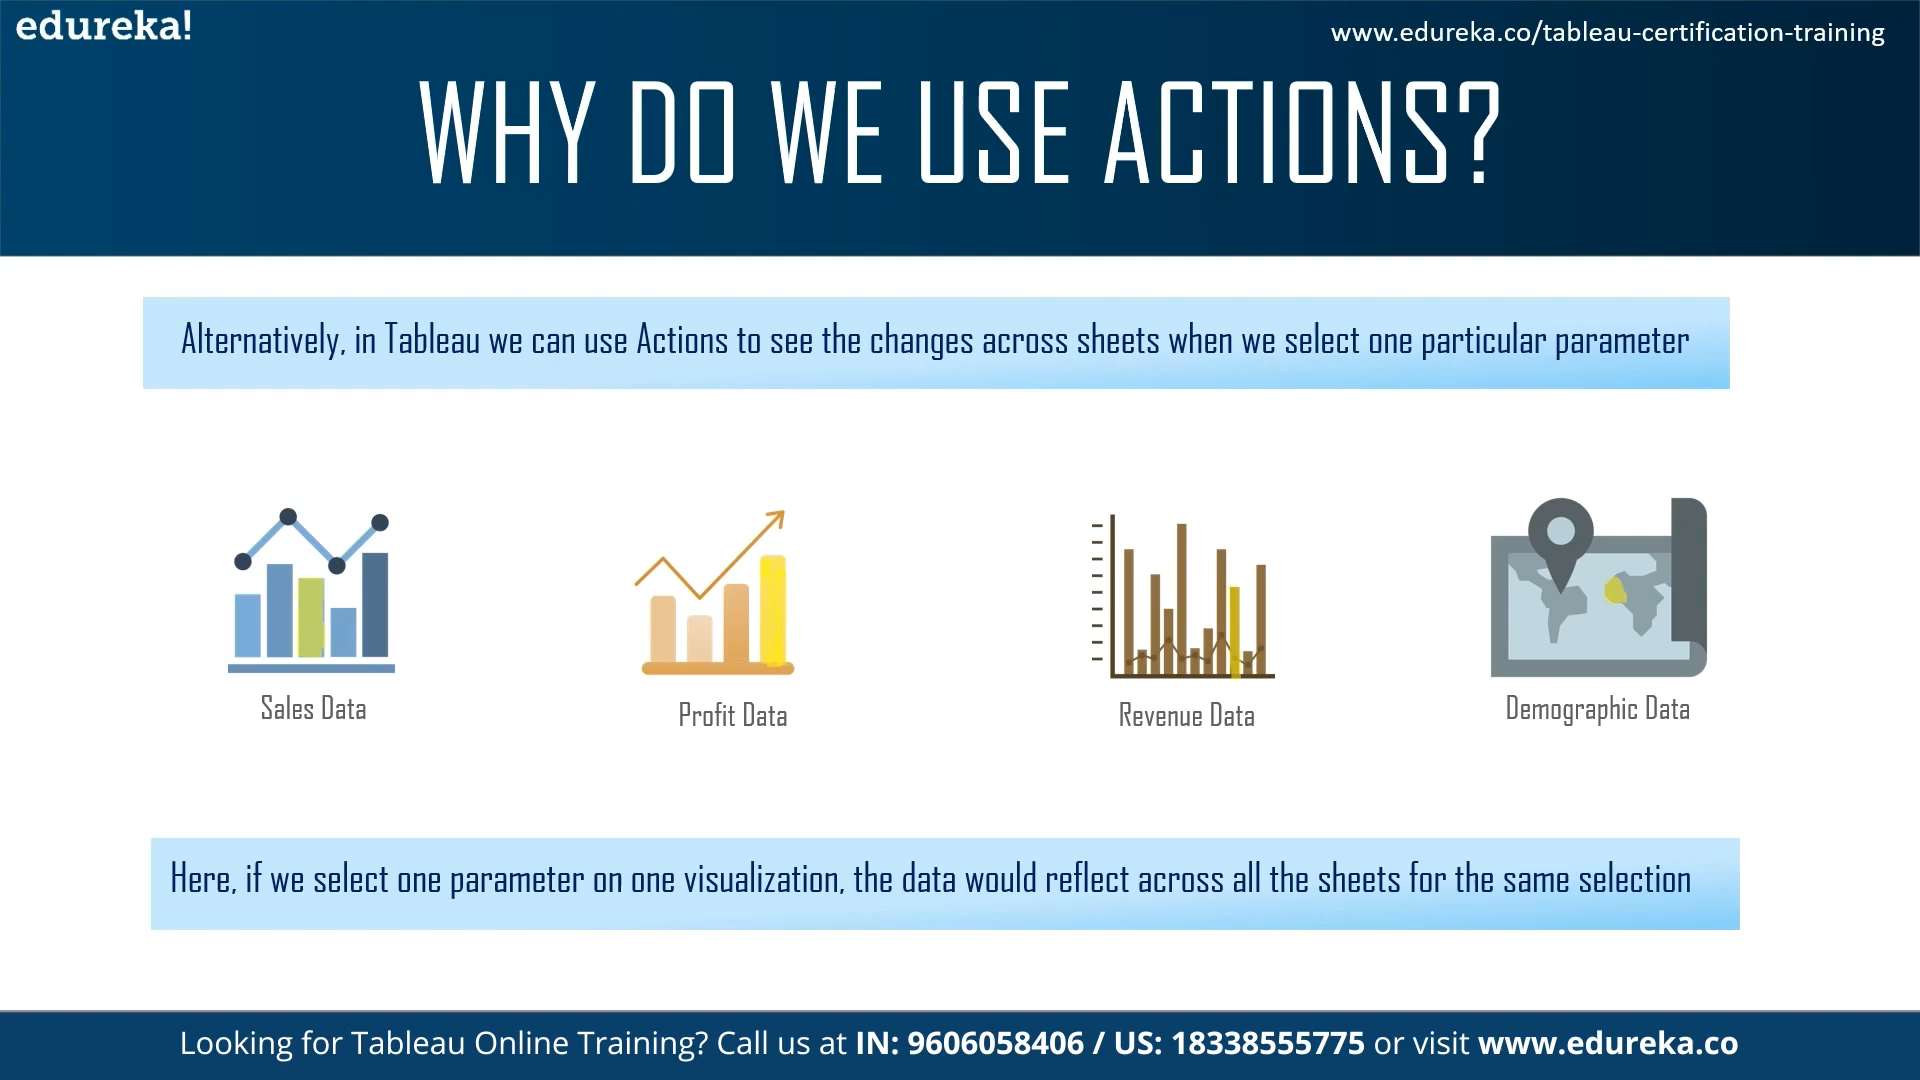 edureka!
www.edureka.co/tableau-certification-training
WHY DO WE USE ACTIONS?
Alternatively, in Tableau we can use Actions to see the changes across sheets when we select one particular parameter
Sales Data
Profit Data
Revenue Data
Demographic Data
Here, if we select one parameter on one visualization, the data would reflect across all the sheets for the same selection
Looking for Tableau Online Training? Call us at IN: 9606058406 / US: 18338555775 or visit www.edureka.co